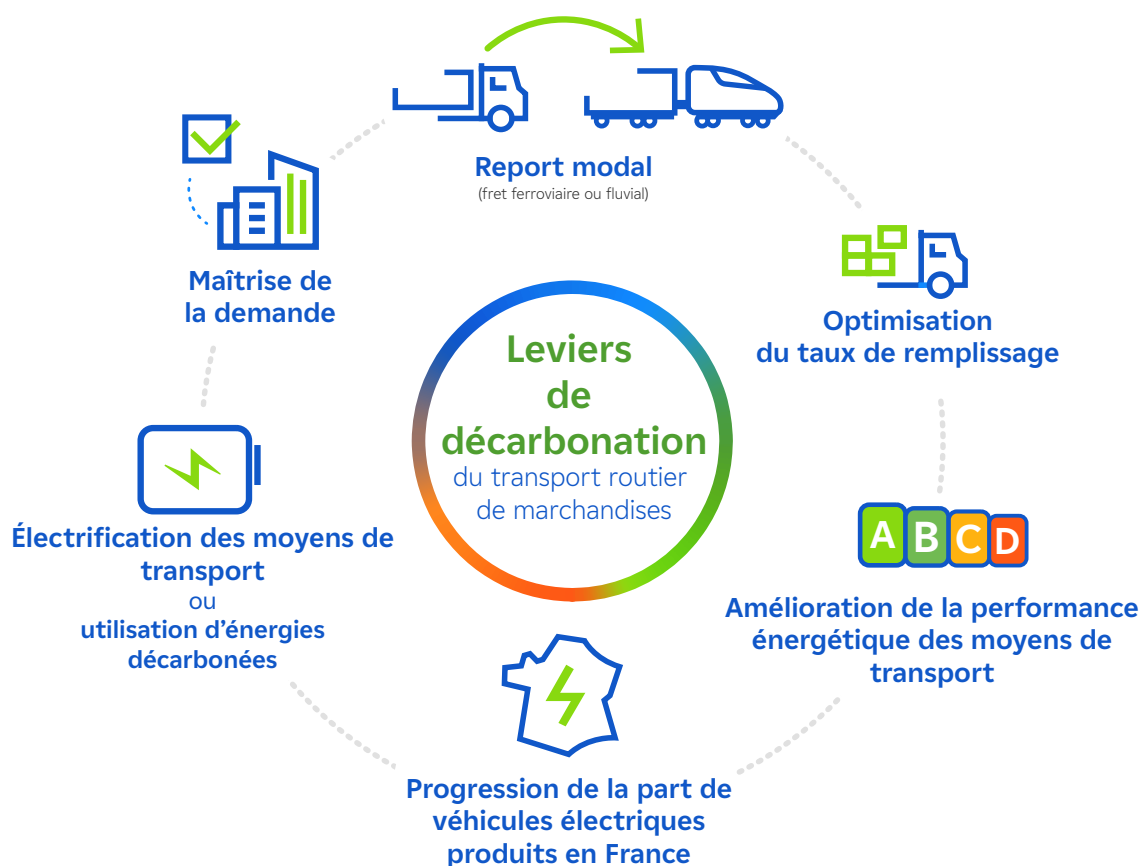 Report modal
(fret ferroviaire ou fluvial)
Maîtrise de
la demande
Optimisation
du taux de remplissage
Leviers
de
décarbonation
du transport routier
de marchandises
Électrification des moyens de
transport
ou
utilisation d’énergies
décarbonées
A B C D
Amélioration de la performance
énergétique des moyens de
transport
Progression de la part de
véhicules électriques
produits en France